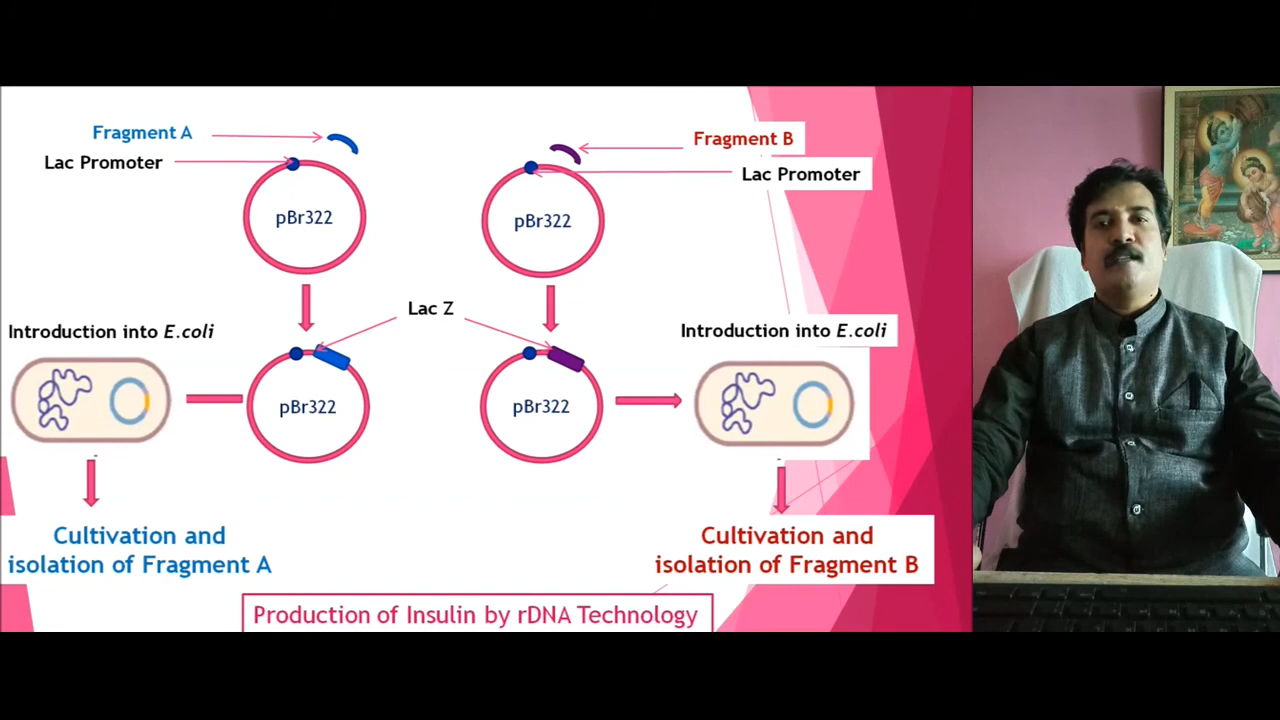 Fragment A
Lac Promoter
pBr322
Fragment B
Lac Promoter
pBr322
Lac Z
Introduction into E.coli
pBr322
pBr322
Introduction into E.coli
Cultivation and
isolation of Fragment A
Cultivation and
isolation of Fragment B
Production of Insulin by rDNA Technology